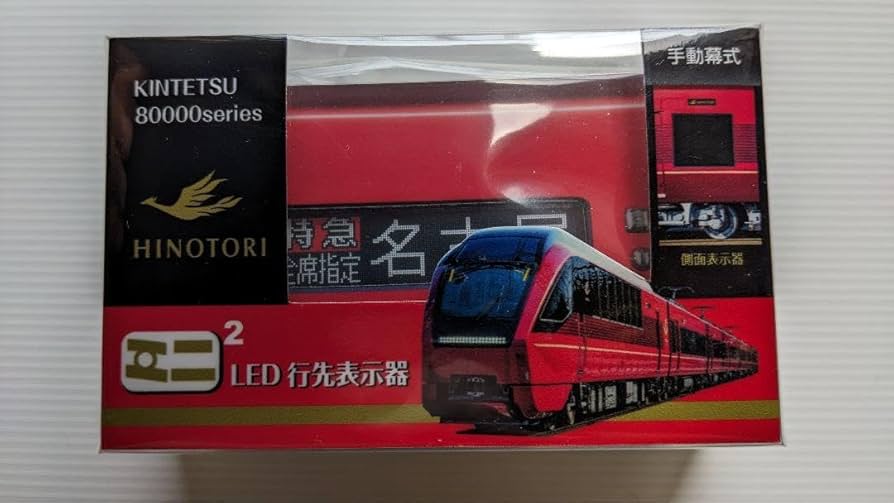 KINTETSU
80000series
HINOTORI
手動幕式
特急
全席指定
名古屋
側面表示器
ミニ2
LED 行先表示器